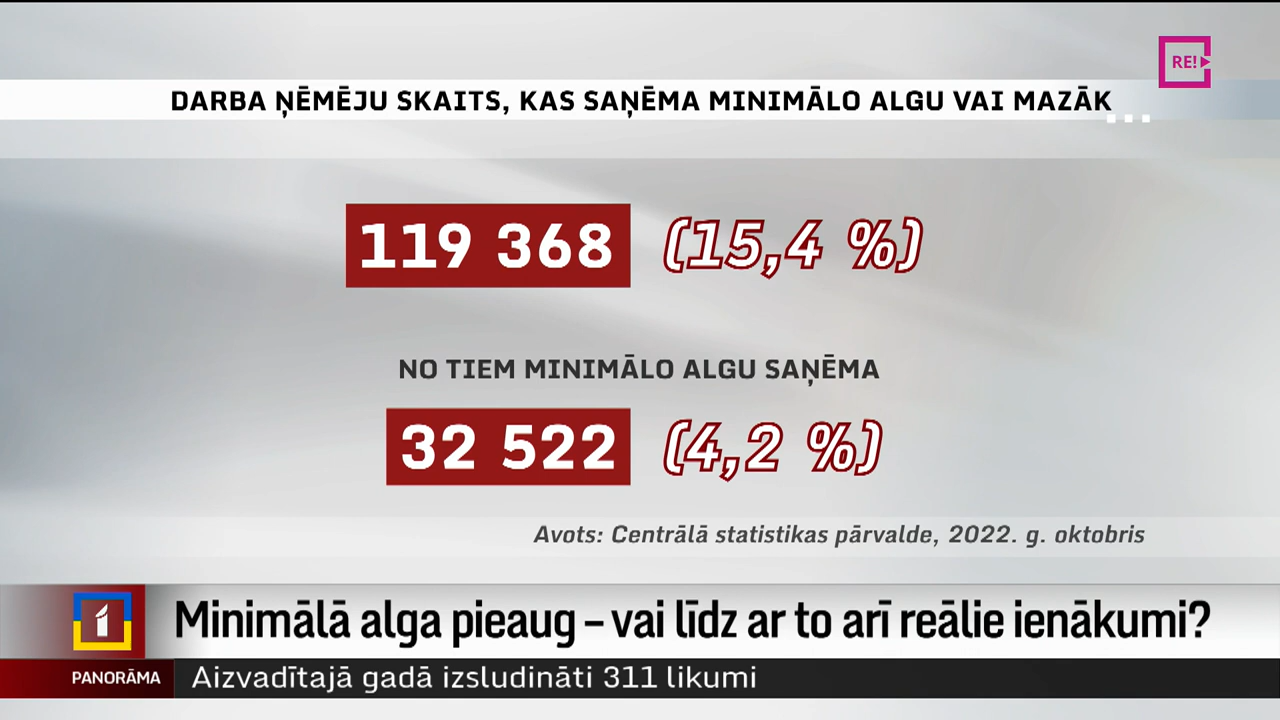 RE!
DARBA ŅĒMĒJU SKAITS, KAS SAŅĒMA MINIMĀLO ALGU VAI MAZĀK
119 368 (15,4 %)
NO TIEM MINIMĀLO ALGU SAŅĒMA
32 522 (4,2 %)
Avots: Centrālā statistikas pārvalde, 2022. g. oktobris
1 Minimālā alga pieaug – vai līdz ar to arī reālie ienākumi?
PANORĀMA Aizvadītajā gadā izsludināti 311 likumi